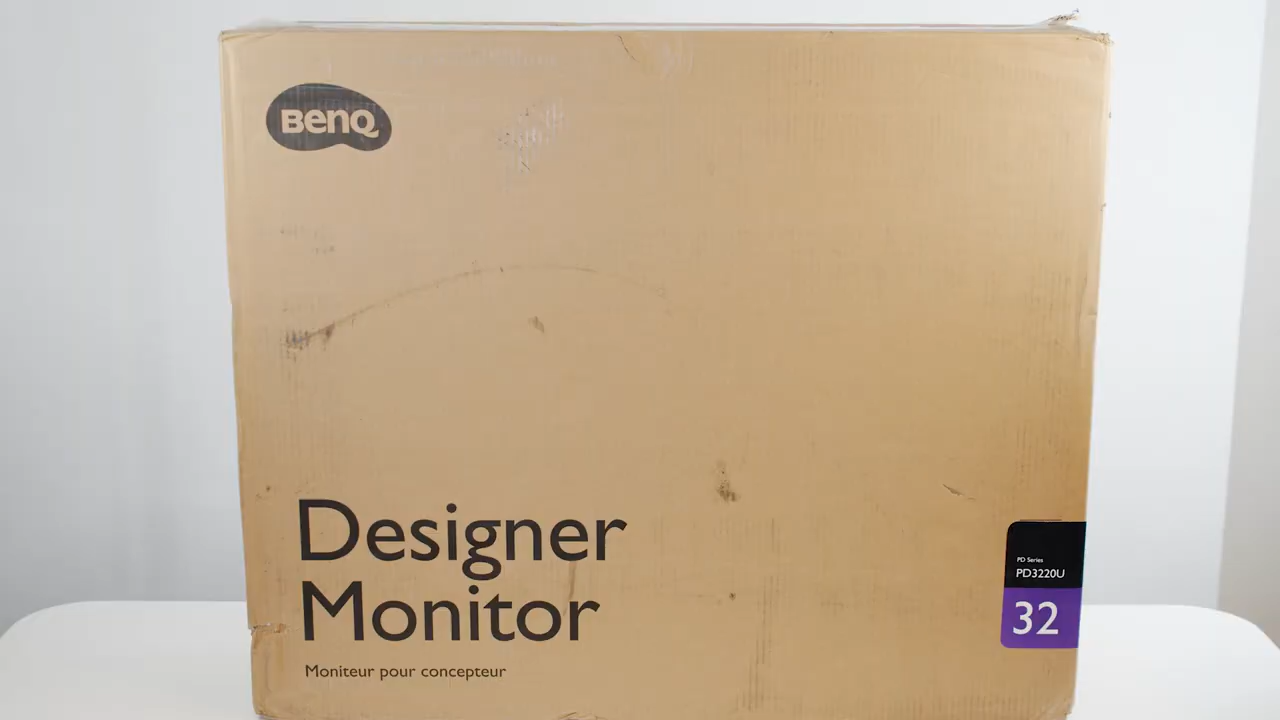 BenQ
Designer
Monitor
Moniteur pour concepteur
PD Series
PD3220U
32